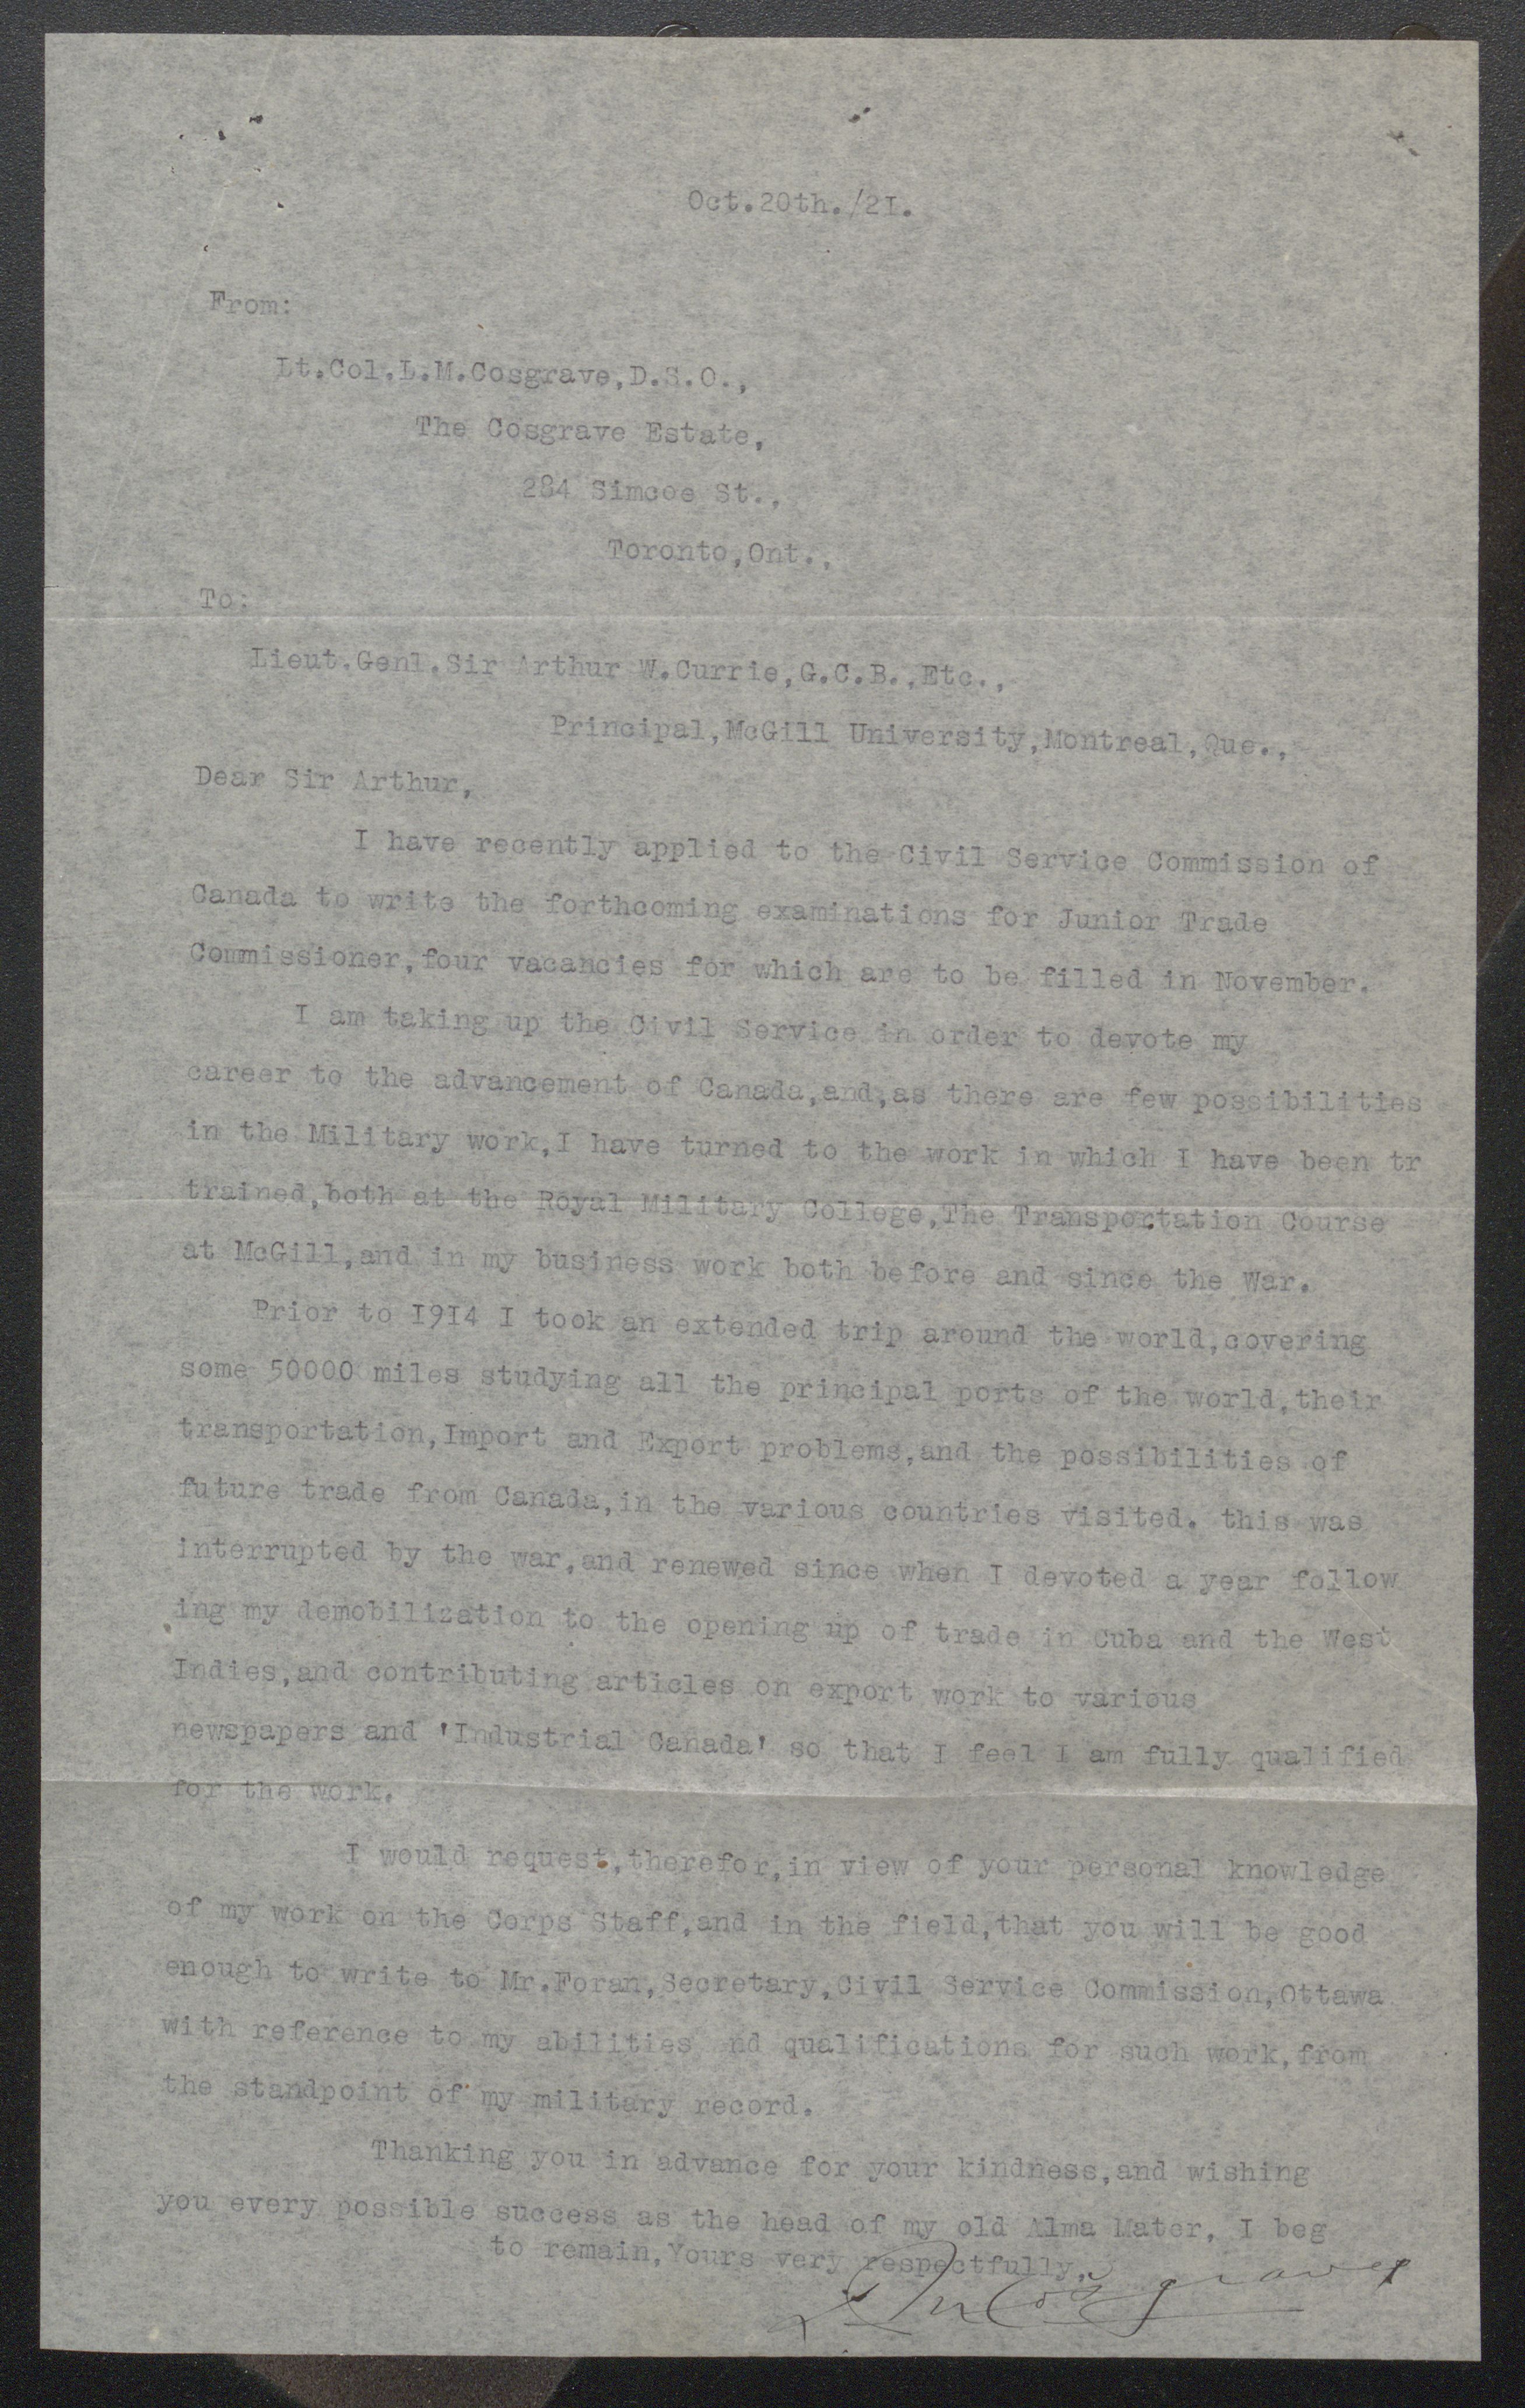 Oct.20th./2I.
From:
Lt.Col.L.M.Cosgrave,D.S.O.,
The Cosgrave Estate,
284 Simcoe St.,
Toronto,Ont.,
To:
Lieut.Genl.Sir Arthur W.Currie,G.C.B.,Etc.,
Principal,McGill University,Montreal,Que.,
Dear Sir Arthur,
I have recently applied to the Civil Service Commission of
Canada to write the forthcoming examinations for Junior Trade
Commissioner,four vacancies for which are to be filled in November.
I am taking up the Civil Service in order to devote my
career to the advancement of Canada,and,as there are few possibilities
in the Military work,I have turned to the work in which I have been tr
trained,both at the Royal Military College,The Transportation Course
at McGill,and in my business work both before and since the War.
Prior to I9I4 I took an extended trip around the world,covering
some 50000 miles studying all the principal ports of the world,their
transportation,Import and Export problems,and the possibilities of
future trade from Canada,in the various countries visited. this was
interrupted by the war,and renewed since when I devoted a year follow
ing my demobilization to the opening up of trade in Cuba and the West
Indies,and contributing articles on export work to various
newspapers and 'Industrial Canada' so that I feel I am fully qualified
for the work.
I would request,therefor,in view of your personal knowledge
of my work on the Corps Staff,and in the field,that you will be good
enough to write to Mr.Foran,Secretary,Civil Service Commission,Ottawa
with reference to my abilities nd qualifications for such work,from
the standpoint of my military record.
Thanking you in advance for your kindness,and wishing
you every possible success as the head of my old Alma Mater, I beg
to remain,Yours very respectfully,
LMCosgrave